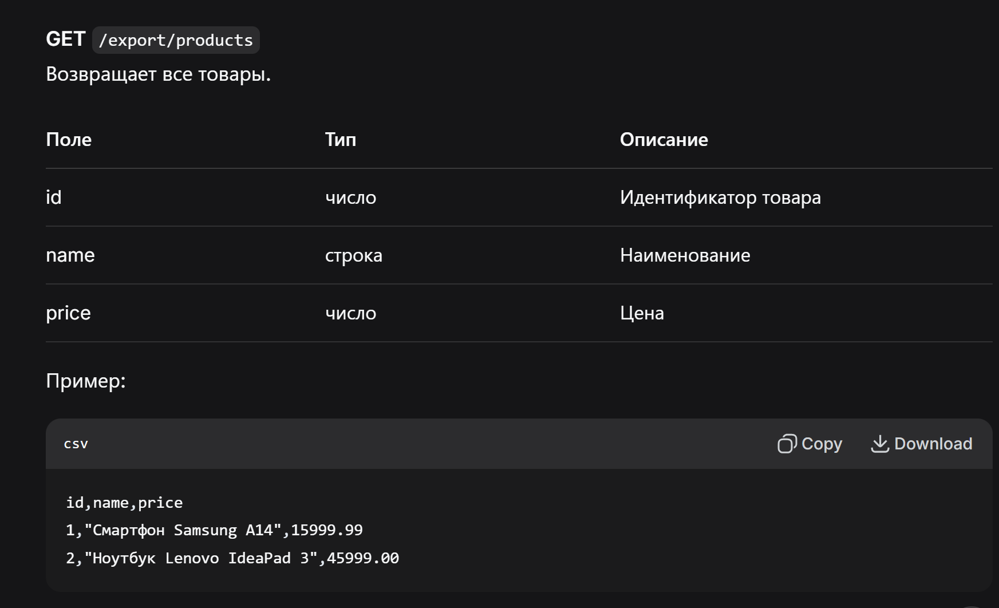 GET /export/products
Возвращает все товары.
Поле Тип Описание
id число Идентификатор товара
name строка Наименование
price число Цена
Пример:
csv Copy Download
id,name,price
1,"Смартфон Samsung A14",15999.99
2,"Ноутбук Lenovo IdeaPad 3",45999.00